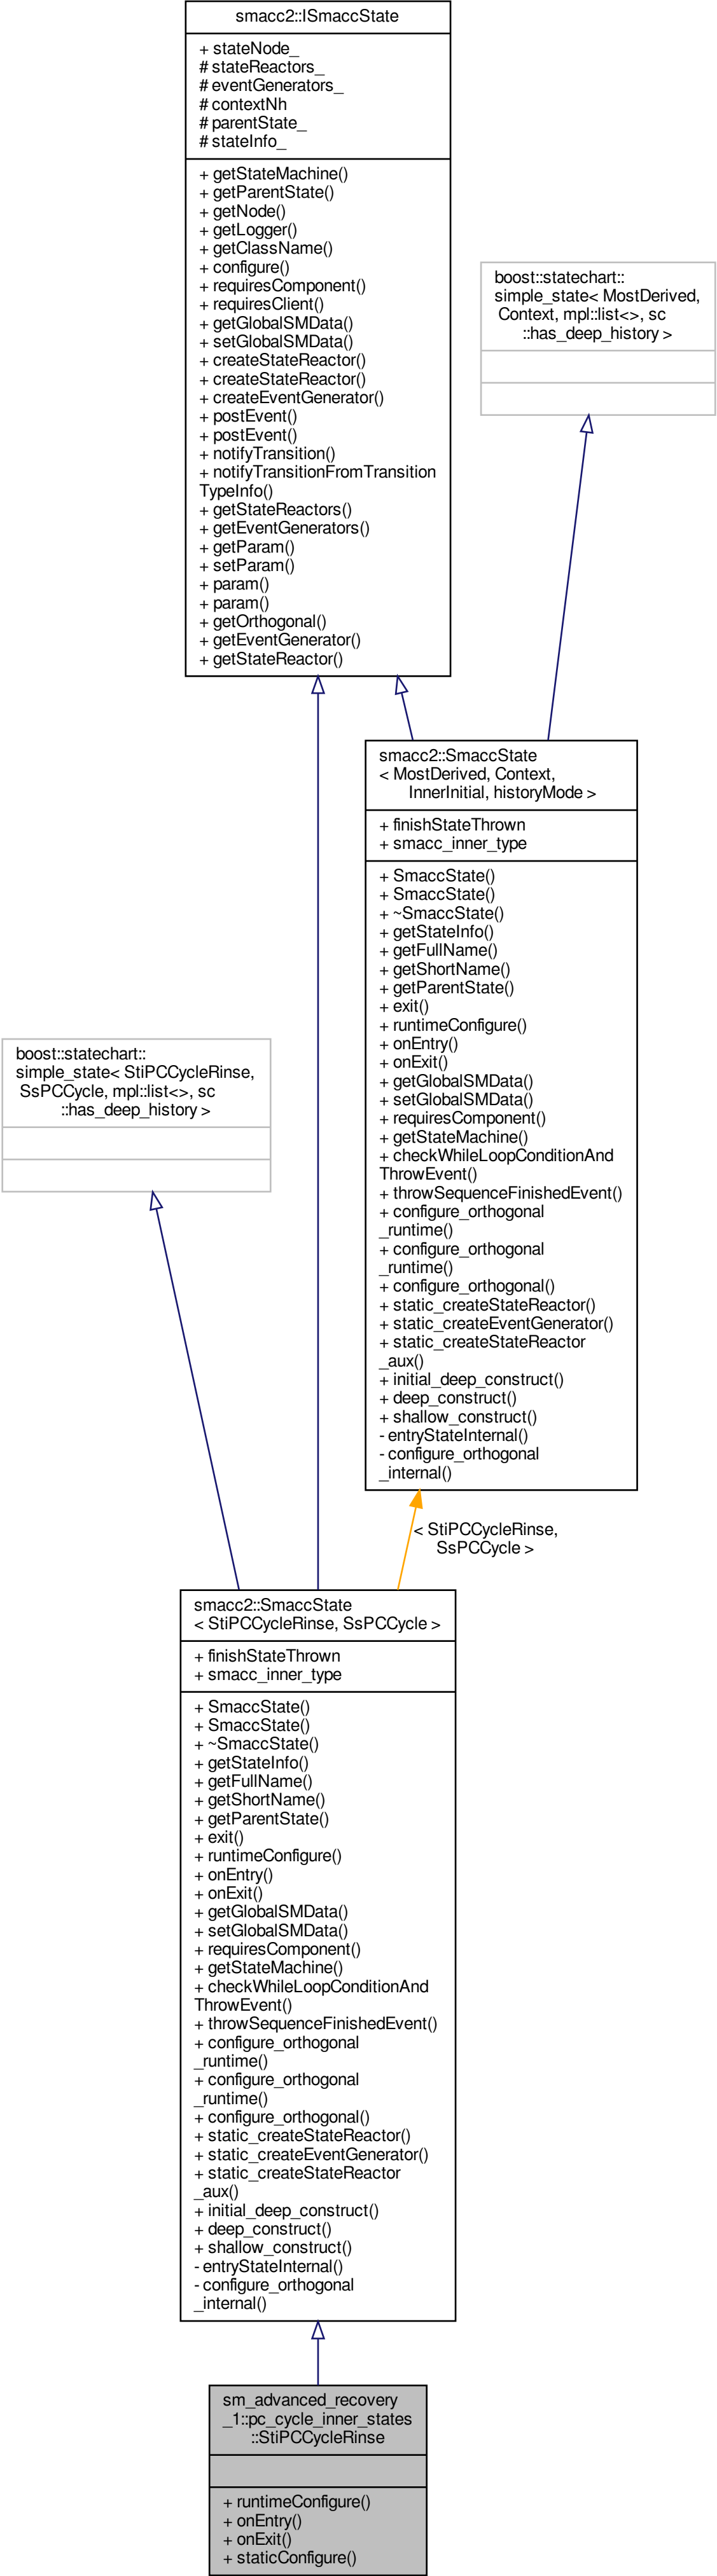 smacc2::ISmaccState
+ stateNode_
# stateReactors_
# eventGenerators_
# contextNh
# parentState_
# stateInfo_
+ getStateMachine()
+ getParentState()
+ getNode()
+ getLogger()
+ getClassName()
+ configure()
+ requiresComponent()
+ requiresClient()
+ getGlobalSMData()
+ setGlobalSMData()
+ createStateReactor()
+ createStateReactor()
+ createEventGenerator()
+ postEvent()
+ postEvent()
+ notifyTransition()
+ notifyTransitionFromTransition
TypeInfo()
+ getStateReactors()
+ getEventGenerators()
+ getParam()
+ setParam()
+ param()
+ param()
+ getOrthogonal()
+ getEventGenerator()
+ getStateReactor()
boost::statechart::
simple_state< MostDerived,
Context, mpl::list<>, sc
::has_deep_history >
smacc2::SmaccState
< MostDerived, Context,
InnerInitial, historyMode >
+ finishStateThrown
+ smacc_inner_type
+ SmaccState()
+ SmaccState()
+ ~SmaccState()
+ getStateInfo()
+ getFullName()
+ getShortName()
+ getParentState()
+ exit()
+ runtimeConfigure()
+ onEntry()
+ onExit()
+ getGlobalSMData()
+ setGlobalSMData()
+ requiresComponent()
+ getStateMachine()
+ checkWhileLoopConditionAnd
ThrowEvent()
+ throwSequenceFinishedEvent()
+ configure_orthogonal
_runtime()
+ configure_orthogonal
_runtime()
+ configure_orthogonal()
+ static_createStateReactor()
+ static_createEventGenerator()
+ static_createStateReactor
_aux()
+ initial_deep_construct()
+ deep_construct()
+ shallow_construct()
- entryStateInternal()
- configure_orthogonal
_internal()
boost::statechart::
simple_state< StiPCCycleRinse,
SsPCCycle, mpl::list<>, sc
::has_deep_history >
< StiPCCycleRinse,
SsPCCycle >
smacc2::SmaccState
< StiPCCycleRinse, SsPCCycle >
+ finishStateThrown
+ smacc_inner_type
+ SmaccState()
+ SmaccState()
+ ~SmaccState()
+ getStateInfo()
+ getFullName()
+ getShortName()
+ getParentState()
+ exit()
+ runtimeConfigure()
+ onEntry()
+ onExit()
+ getGlobalSMData()
+ setGlobalSMData()
+ requiresComponent()
+ getStateMachine()
+ checkWhileLoopConditionAnd
ThrowEvent()
+ throwSequenceFinishedEvent()
+ configure_orthogonal
_runtime()
+ configure_orthogonal
_runtime()
+ configure_orthogonal()
+ static_createStateReactor()
+ static_createEventGenerator()
+ static_createStateReactor
_aux()
+ initial_deep_construct()
+ deep_construct()
+ shallow_construct()
- entryStateInternal()
- configure_orthogonal
_internal()
sm_advanced_recovery
_1::pc_cycle_inner_states
::StiPCCycleRinse
+ runtimeConfigure()
+ onEntry()
+ onExit()
+ staticConfigure()